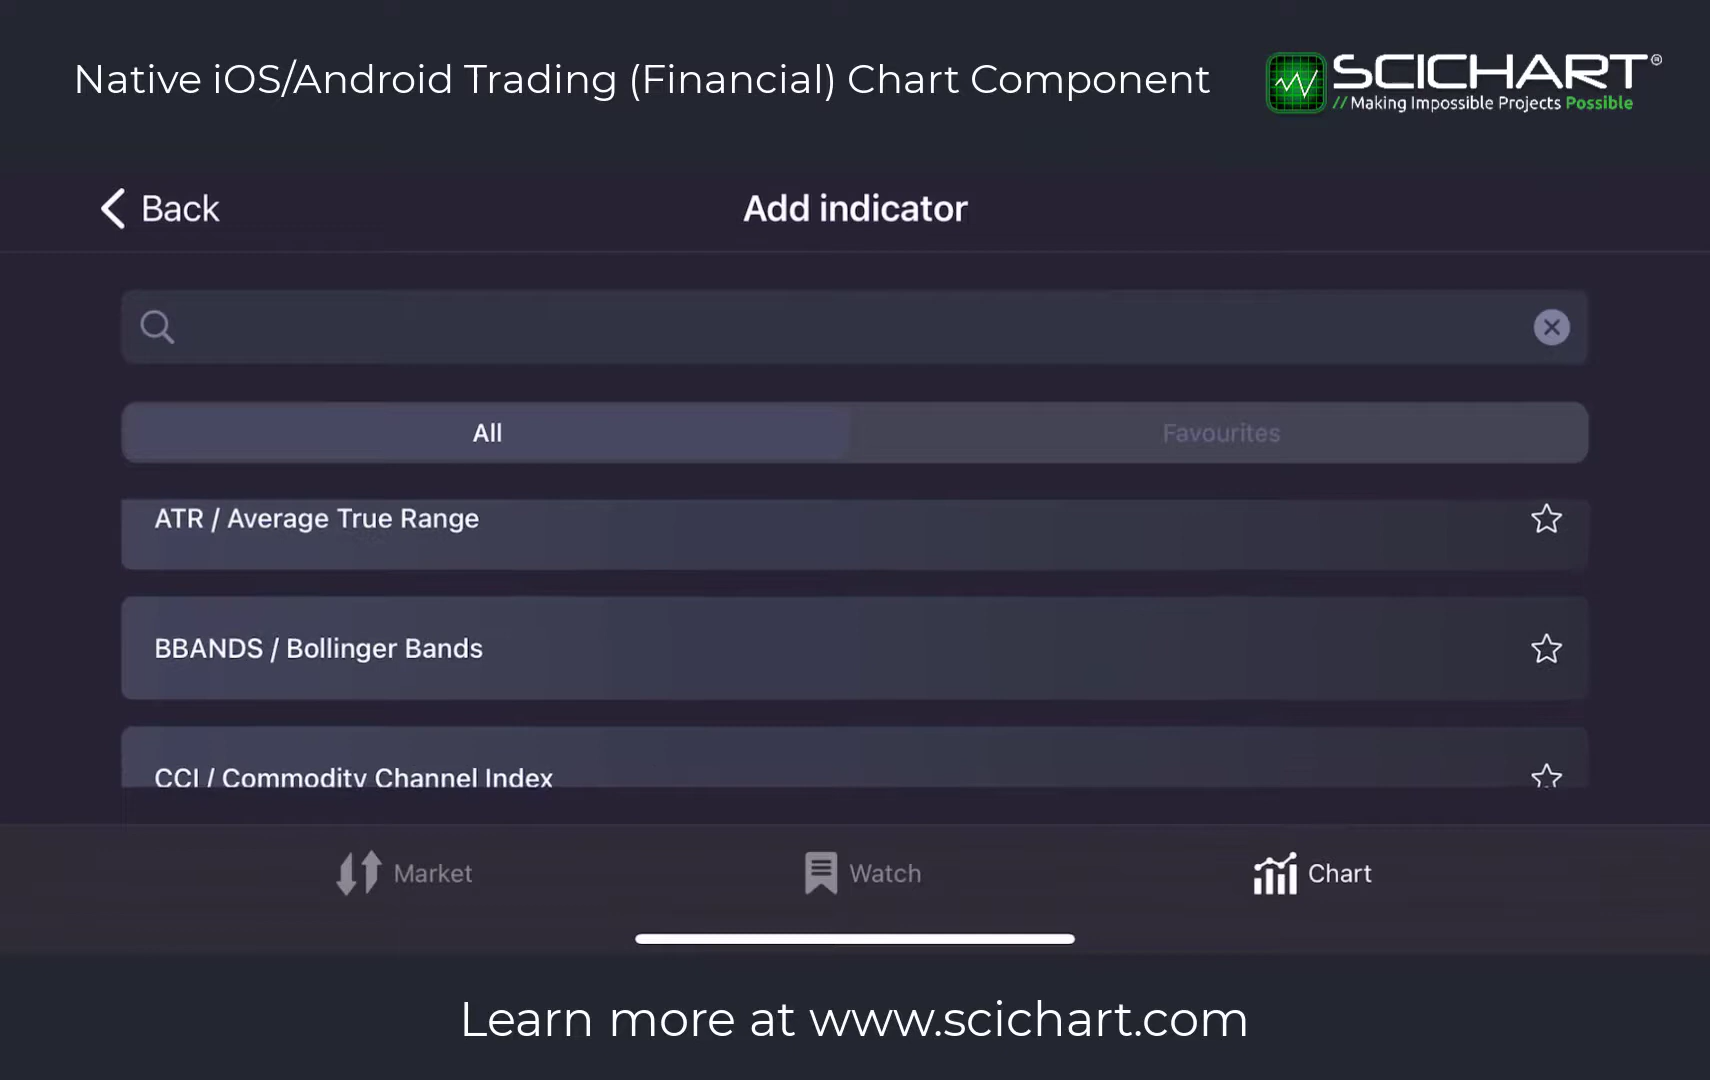 Native iOS/Android Trading (Financial) Chart Component
SCICHART®
// Making Impossible Projects Possible
Back
Add indicator
All
Favourites
ATR / Average True Range
BBANDS / Bollinger Bands
CCI / Commodity Channel Index
Market
Watch
Chart
Learn more at www.scichart.com